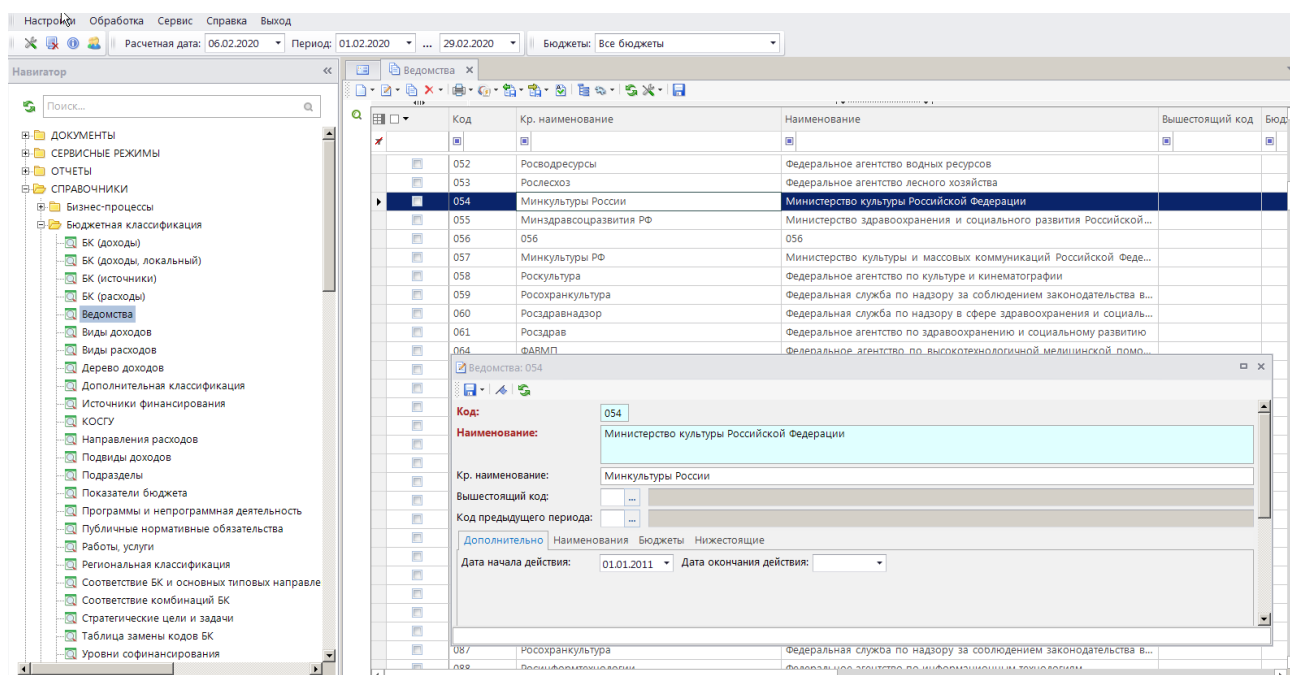 Настройки Обработка Сервис Справка Выход
Расчетная дата: 06.02.2020 Период: 01.02.2020 ... 29.02.2020 Бюджеты: Все бюджеты
Навигатор
Поиск...
ДОКУМЕНТЫ
СЕРВИСНЫЕ РЕЖИМЫ
ОТЧЕТЫ
СПРАВОЧНИКИ
Бизнес-процессы
Бюджетная классификация
БК (доходы)
БК (доходы, локальный)
БК (источники)
БК (расходы)
Ведомства
Виды доходов
Виды расходов
Дерево доходов
Дополнительная классификация
Источники финансирования
КОСГУ
Направления расходов
Подвиды доходов
Подразделы
Показатели бюджета
Программы и непрограммная деятельность
Публичные нормативные обязательства
Работы, услуги
Региональная классификация
Соответствие БК и основных типовых направле
Соответствие комбинаций БК
Стратегические цели и задачи
Таблица замены кодов БК
Уровни софинансирования
Ведомства
Код Кр. наименование Наименование Вышестоящий код Бюдж
052 Росводресурсы Федеральное агентство водных ресурсов
053 Рослесхоз Федеральное агентство лесного хозяйства
054 Минкультуры России Министерство культуры Российской Федерации
055 Минздравсоцразвития РФ Министерство здравоохранения и социального развития Российской...
056 056 056
057 Минкультуры РФ Министерство культуры и массовых коммуникаций Российской Феде...
058 Роскультура Федеральное агентство по культуре и кинематографии
059 Росохранкультура Федеральная служба по надзору за соблюдением законодательства в...
060 Росздравнадзор Федеральная служба по надзору в сфере здравоохранения и социаль...
061 Росздрав Федеральное агентство по здравоохранению и социальному развитию
064 ФАВМП Федеральное агентство по высокотехнологичной медицинской помо...
Ведомства: 054
Код: 054
Наименование: Министерство культуры Российской Федерации
Кр. наименование: Минкультуры России
Вышестоящий код: ...
Код предыдущего периода: ...
Дополнительно Наименования Бюджеты Нижестоящие
Дата начала действия: 01.01.2011 Дата окончания действия:
087 Росохранкультура Федеральная служба по надзору за соблюдением законодательства в...
088 Росинформтехнологии Федеральное агентство по информационным технологиям